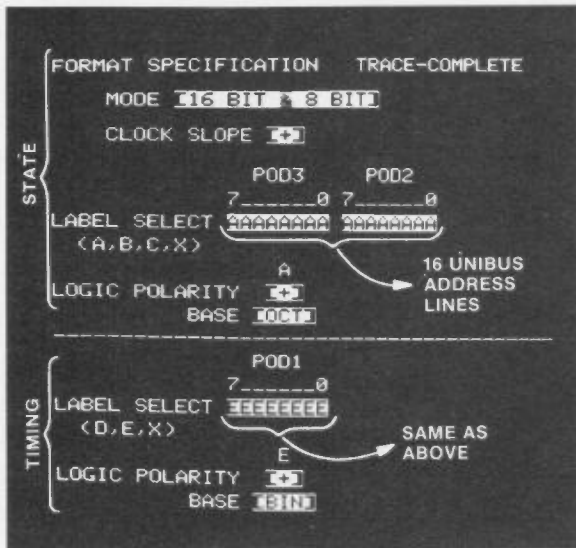 FORMAT SPECIFICATION TRACE-COMPLETE
MODE [16 BIT & 8 BIT]
CLOCK SLOPE [+]
POD3 POD2
7______0 7______0
LABEL SELECT AAAAAAAA AAAAAAAA
(A,B,C,X)
16 UNIBUS
ADDRESS
LINES
A
LOGIC POLARITY [+]
BASE [OCT]
STATE
POD1
7______0
LABEL SELECT EEEEEEEE
(D,E,X)
SAME AS
ABOVE
E
LOGIC POLARITY [+]
BASE [BIN]
TIMING